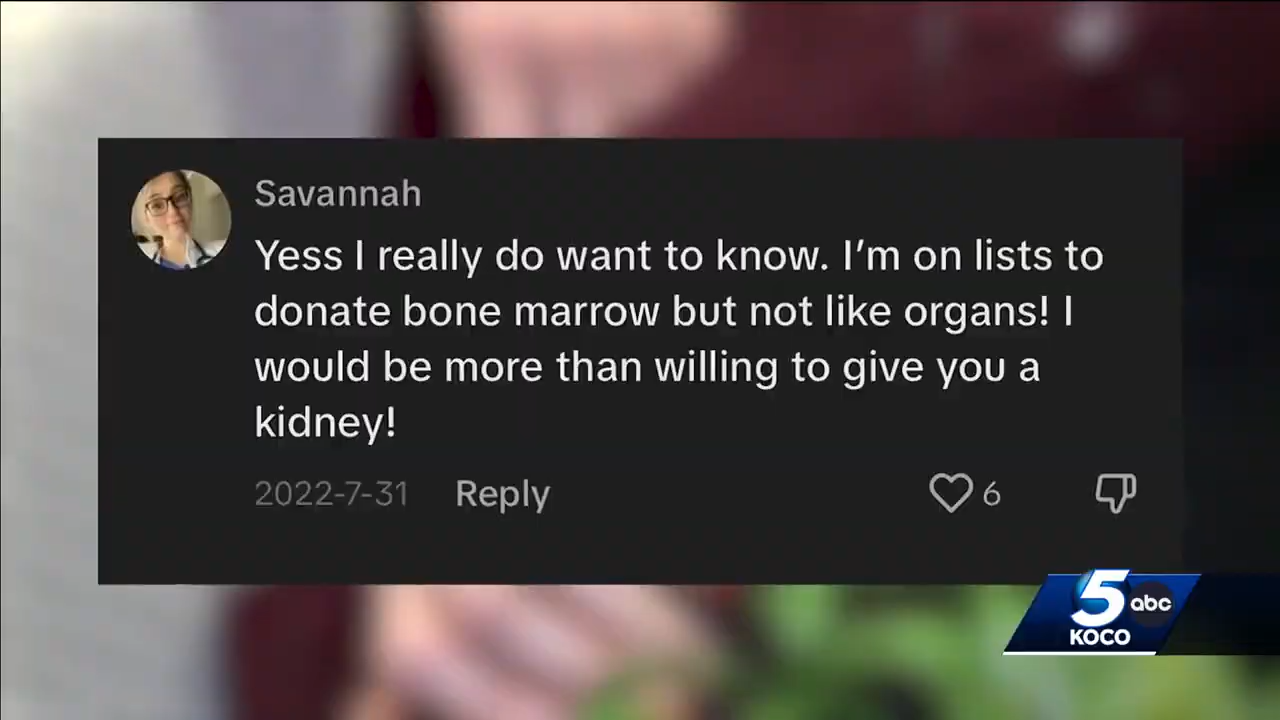 Savannah
Yess I really do want to know. I’m on lists to
donate bone marrow but not like organs! I
would be more than willing to give you a
kidney!
2022-7-31 Reply 6
5 abc
KOCO